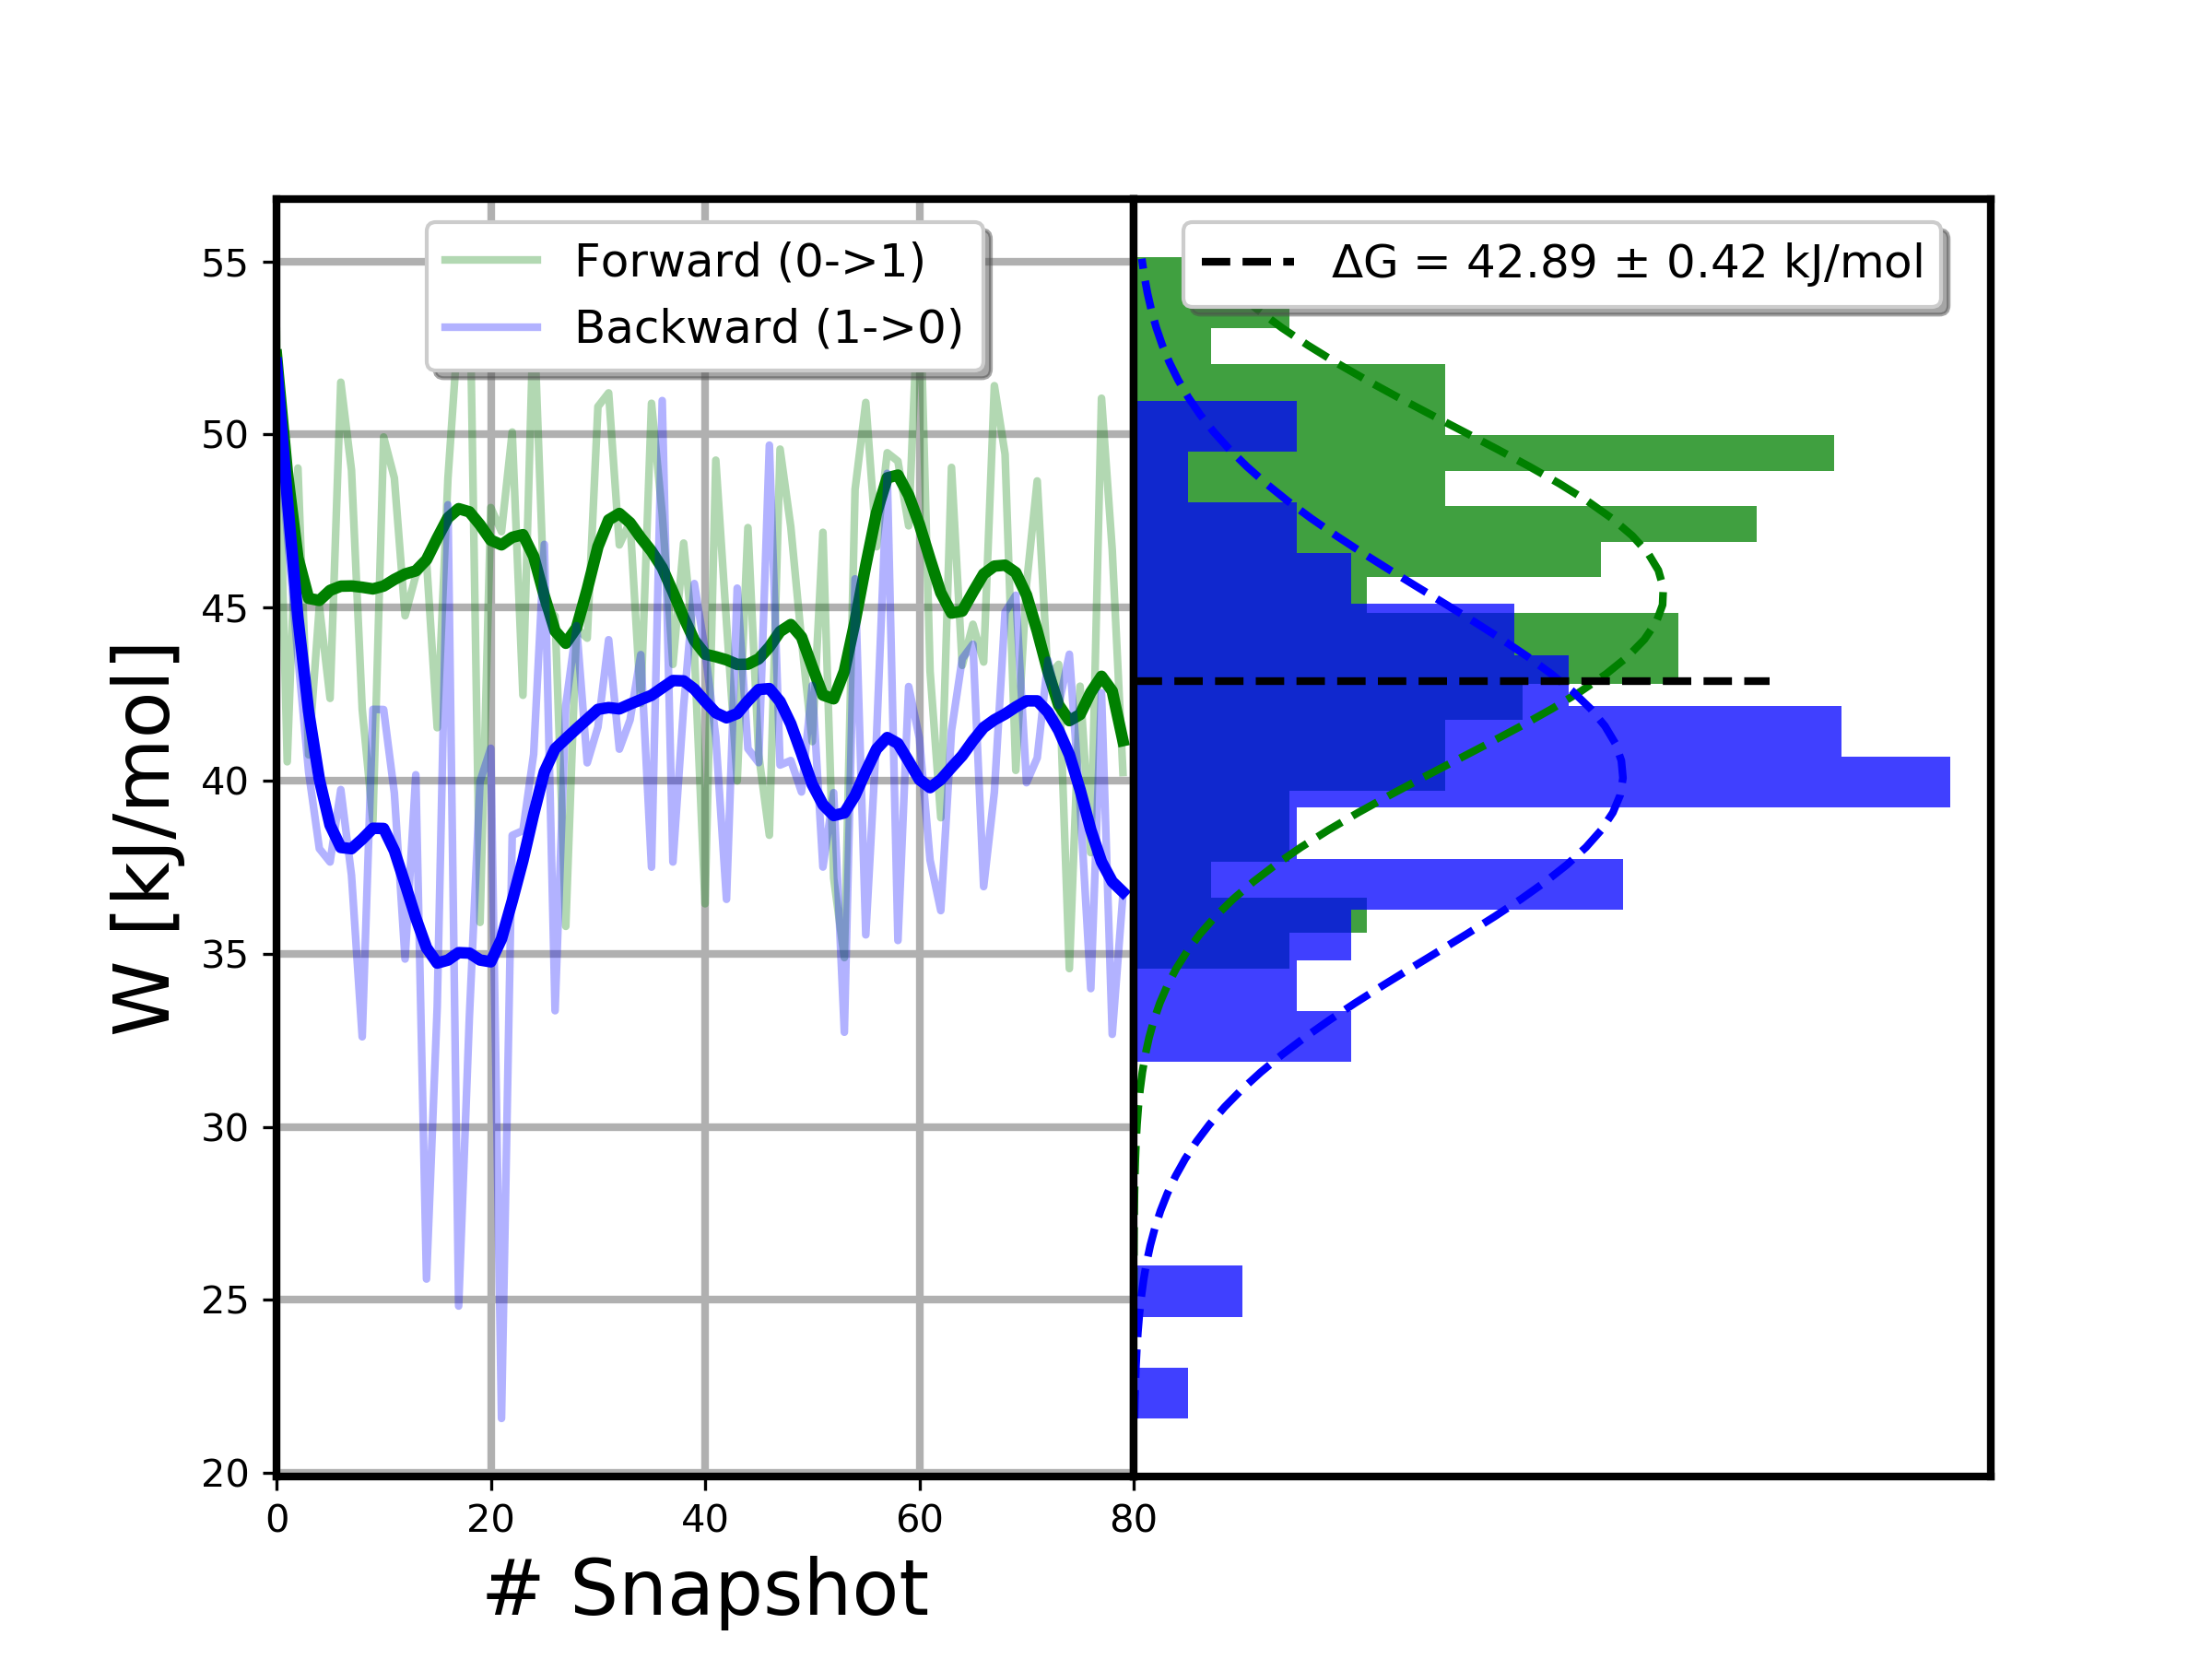 Forward (0->1)
Backward (1->0)
ΔG = 42.89 ± 0.42 kJ/mol
55
50
45
40
35
30
25
20
W [kJ/mol]
0 20 40 60 80
# Snapshot